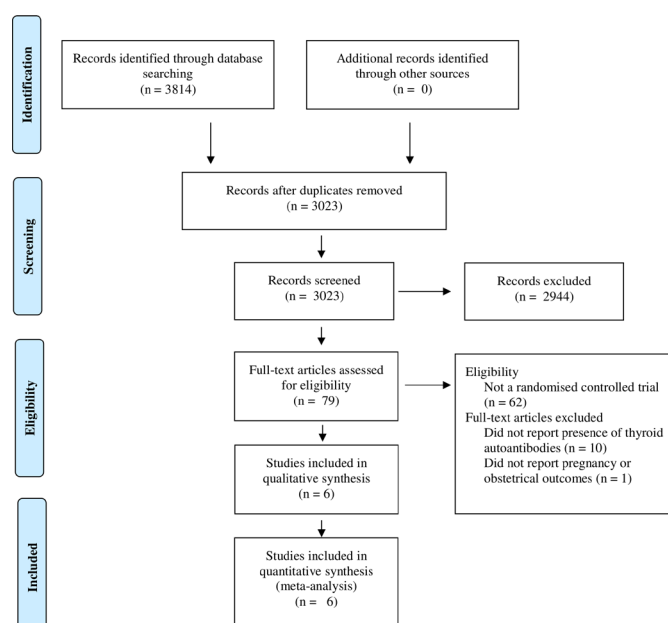 Identification
Records identified through database
searching
(n = 3814)
Additional records identified
through other sources
(n = 0)
Screening
Records after duplicates removed
(n = 3023)
Records screened
(n = 3023)
Records excluded
(n = 2944)
Eligibility
Full-text articles assessed
for eligibility
(n = 79)
Eligibility
Not a randomised controlled trial
(n = 62)
Full-text articles excluded
Did not report presence of thyroid
autoantibodies (n = 10)
Did not report pregnancy or
obstetrical outcomes (n = 1)
Studies included in
qualitative synthesis
(n = 6)
Included
Studies included in
quantitative synthesis
(meta-analysis)
(n = 6)